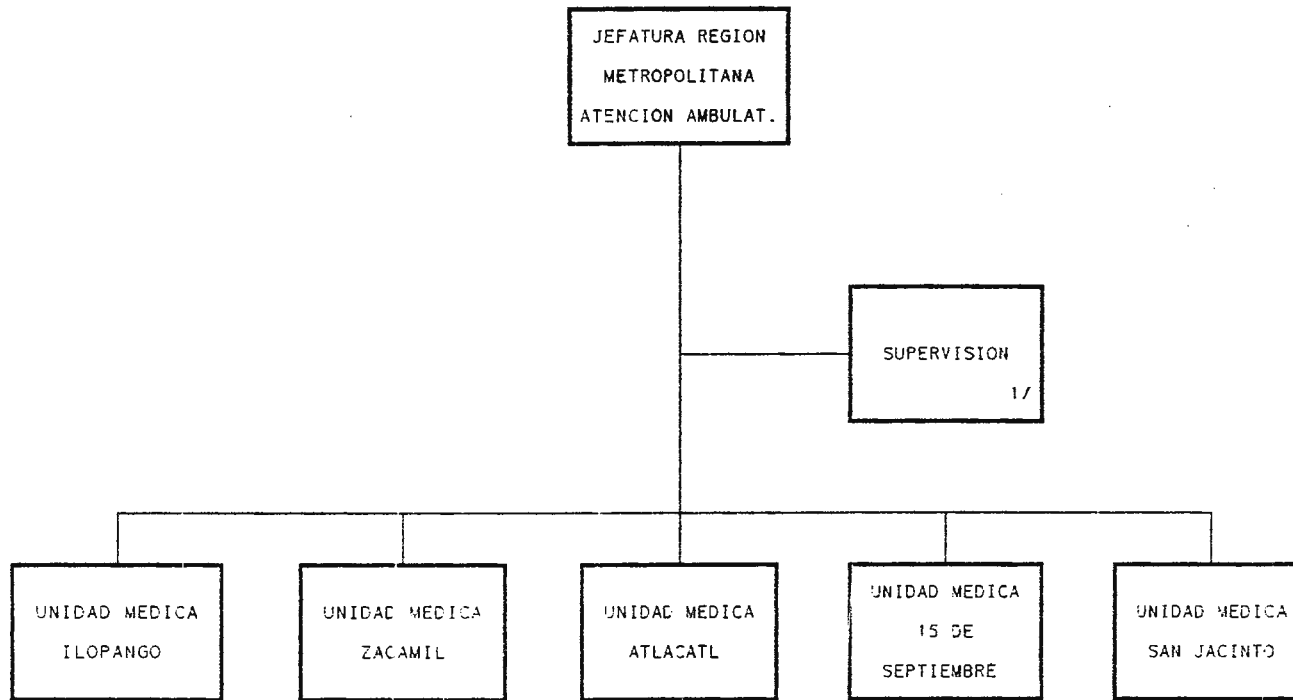 JEFATURA REGION
METROPOLITANA
ATENCION AMBULAT.
SUPERVISION
1/
UNIDAD MEDICA
ILOPANGO
UNIDAD MEDICA
ZACAMIL
UNIDAD MEDICA
ATLACATL
UNIDAD MEDICA
15 DE
SEPTIEMBRE
UNIDAD MEDICA
SAN JACINTO